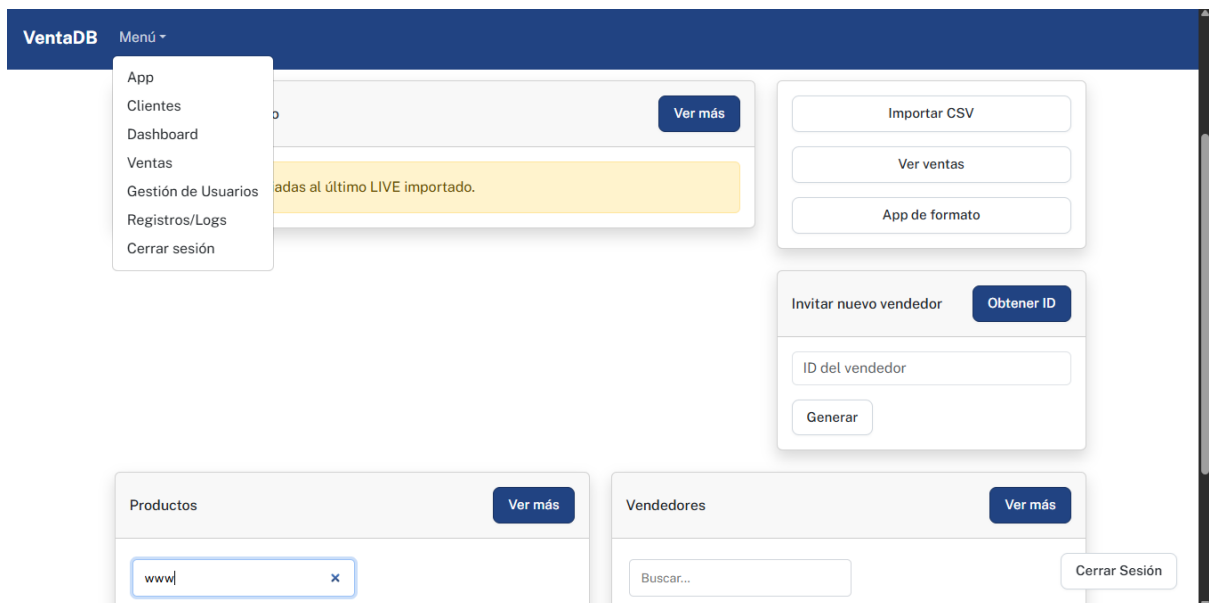 VentaDB Menú
App
Clientes
Dashboard
Ventas
Gestión de Usuarios
Registros/Logs
Cerrar sesión
o
Ver más
adas al último LIVE importado.
Importar CSV
Ver ventas
App de formato
Invitar nuevo vendedor
Obtener ID
ID del vendedor
Generar
Productos
Ver más
www
×
Vendedores
Ver más
Buscar...
Cerrar Sesión